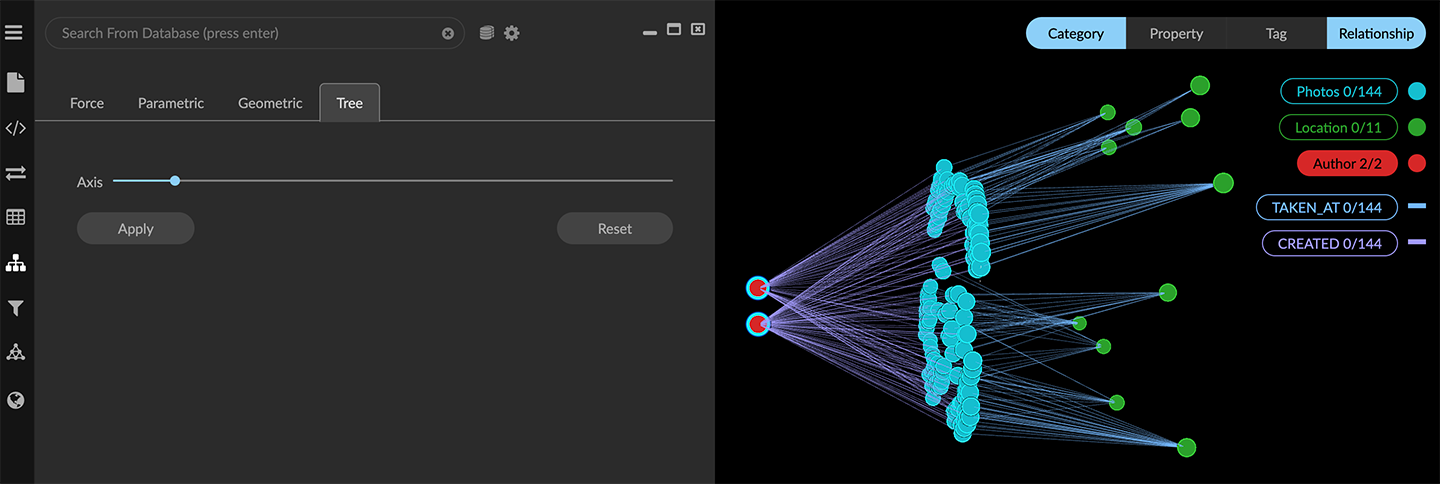 Search From Database (press enter)
Force Parametric Geometric Tree
Axis
Apply Reset
Category Property Tag Relationship
Photos 0/144
Location 0/11
Author 2/2
TAKEN_AT 0/144
CREATED 0/144